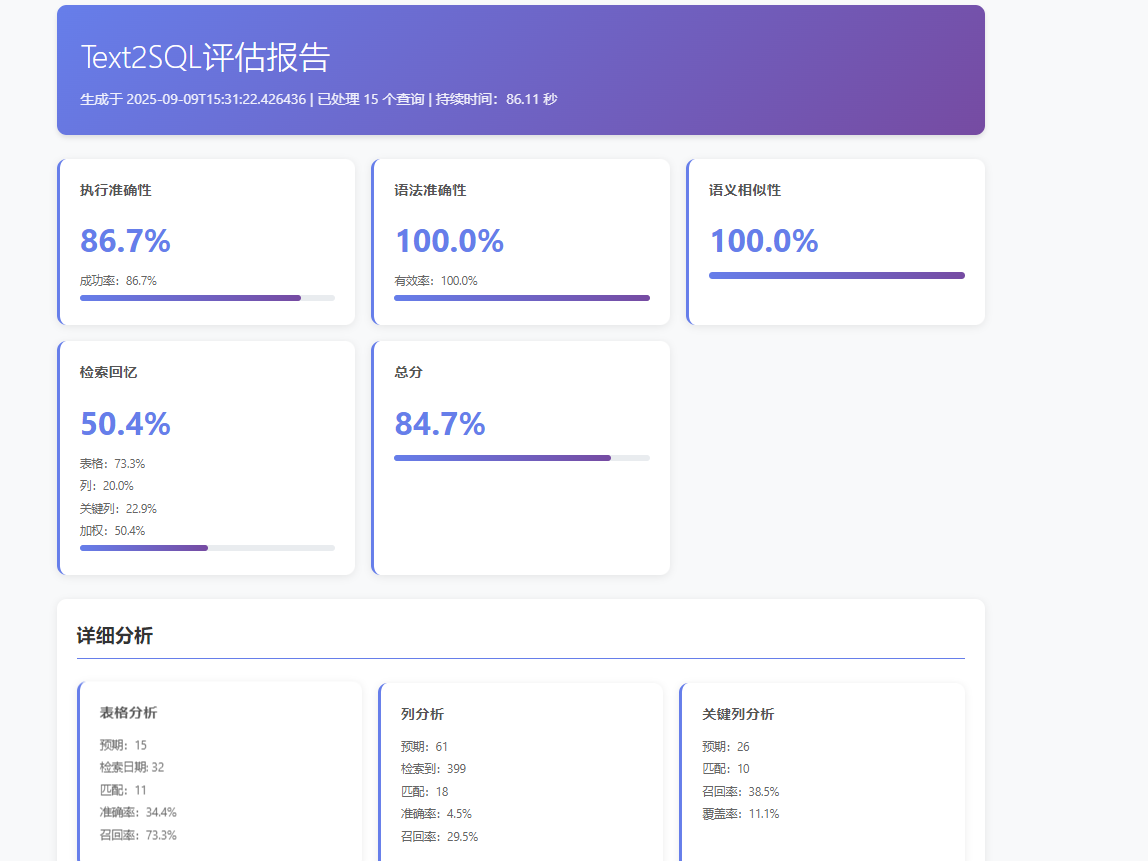 Text2SQL评估报告
生成于 2025-09-09T15:31:22.426436 | 已处理 15 个查询 | 持续时间：86.11 秒
执行准确性
86.7%
成功率：86.7%
语法准确性
100.0%
有效率：100.0%
语义相似性
100.0%
检索回忆
50.4%
表格：73.3%
列：20.0%
关键列：22.9%
加权：50.4%
总分
84.7%
详细分析
表格分析
预期：15
检索日期: 32
匹配：11
准确率：34.4%
召回率：73.3%
列分析
预期：61
检索到：399
匹配：18
准确率：4.5%
召回率：29.5%
关键列分析
预期：26
匹配：10
召回率：38.5%
覆盖率：11.1%